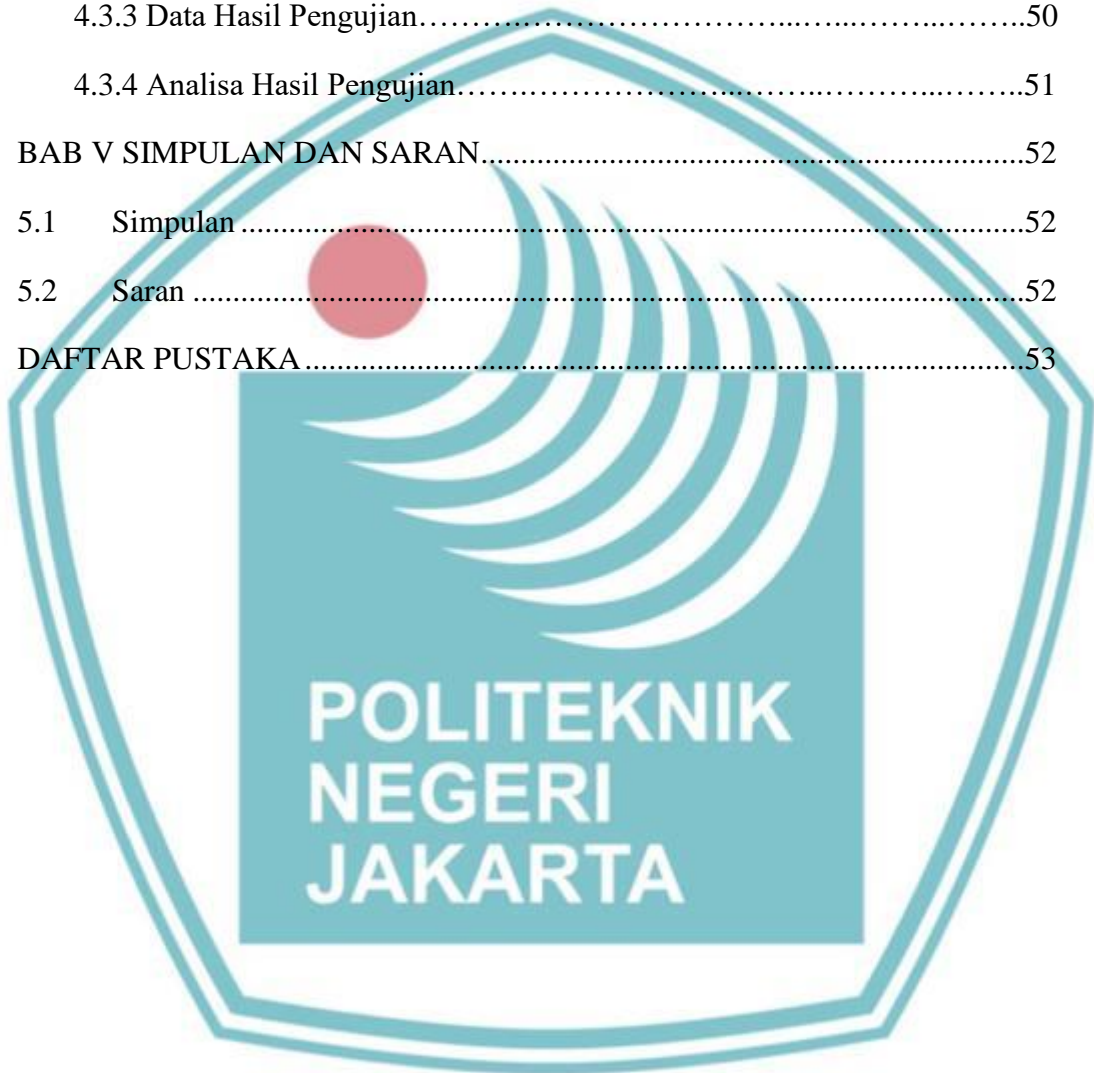 4.3.3 Data Hasil Pengujian……..…….…………………...…...……...……..50
4.3.4 Analisa Hasil Pengujian…….…………………...……..………...……..51
BAB V SIMPULAN DAN SARAN..............................................................52
5.1 Simpulan..........................................................................................52
5.2 Saran................................................................................................52
DAFTAR PUSTAKA..................................................................................53
POLITEKNIK
NEGERI
JAKARTA